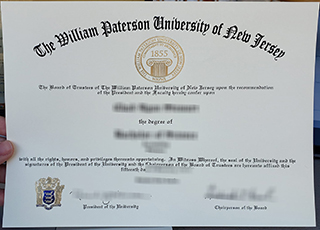 The William Paterson University of New Jersey
1855
The Board of Trustees of The William Paterson University of New Jersey upon the recommendation
of the President and the Faculty hereby confer upon
the degree of
with all the rights, honors, and privileges thereunto appertaining. In Witness Whereof, the seal of the University and the
signatures of the President of the University and the Chairperson of the Board of Trustees are hereunto affixed this
fifteenth
President of the University
Chairperson of the Board